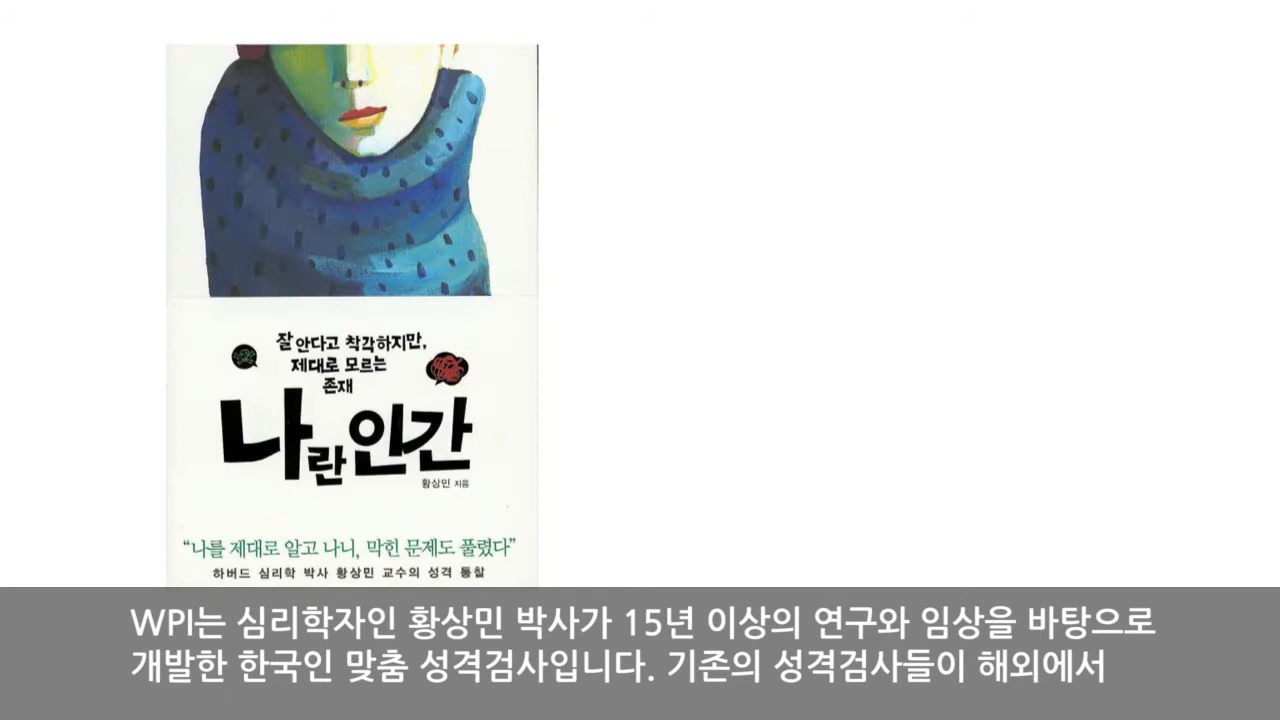 잘 안다고 착각하지만,
제대로 모르는
존재
나란 인간
황상민 지음
“나를 제대로 알고 나니, 막힌 문제도 풀렸다”
하버드 심리학 박사 황상민 교수의 성격 통찰
WPI는 심리학자인 황상민 박사가 15년 이상의 연구와 임상을 바탕으로
개발한 한국인 맞춤 성격검사입니다. 기존의 성격검사들이 해외에서